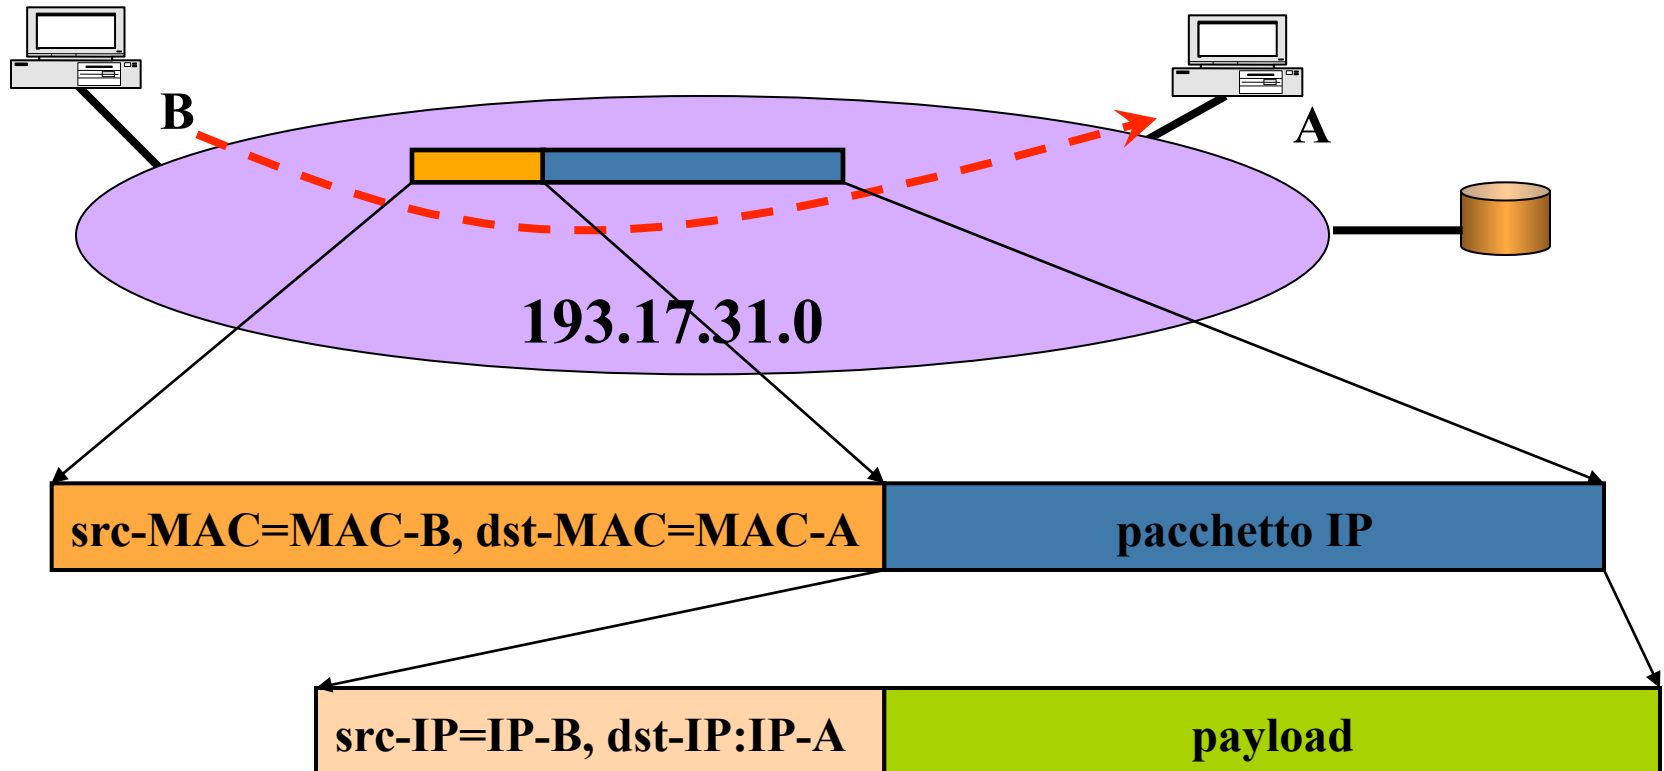 B
A
193.17.31.0
src-MAC=MAC-B, dst-MAC=MAC-A
pacchetto IP
src-IP=IP-B, dst-IP:IP-A
payload